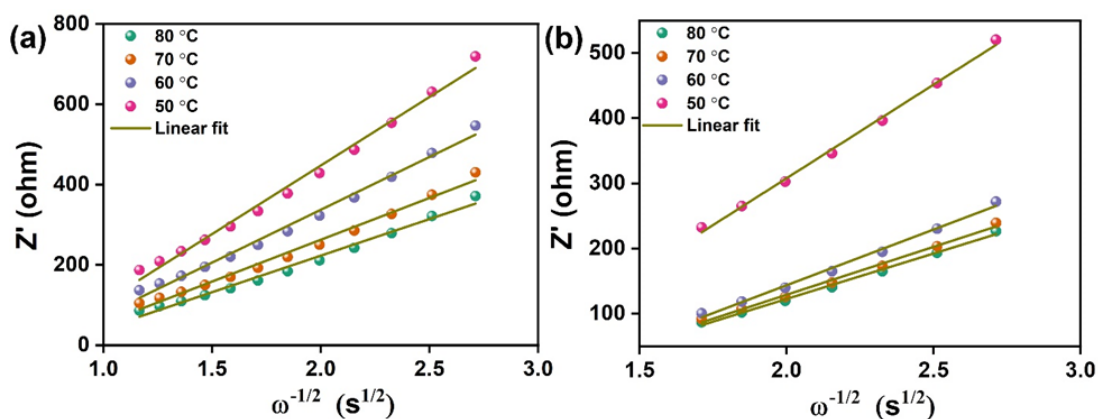 (a)
80 °C
70 °C
60 °C
50 °C
Linear fit
800
600
400
200
0
Z' (ohm)
1.0 1.5 2.0 2.5 3.0
ω⁻¹/² (s¹/²)
(b)
80 °C
70 °C
60 °C
50 °C
Linear fit
500
400
300
200
100
Z' (ohm)
1.5 2.0 2.5 3.0
ω⁻¹/² (s¹/²)